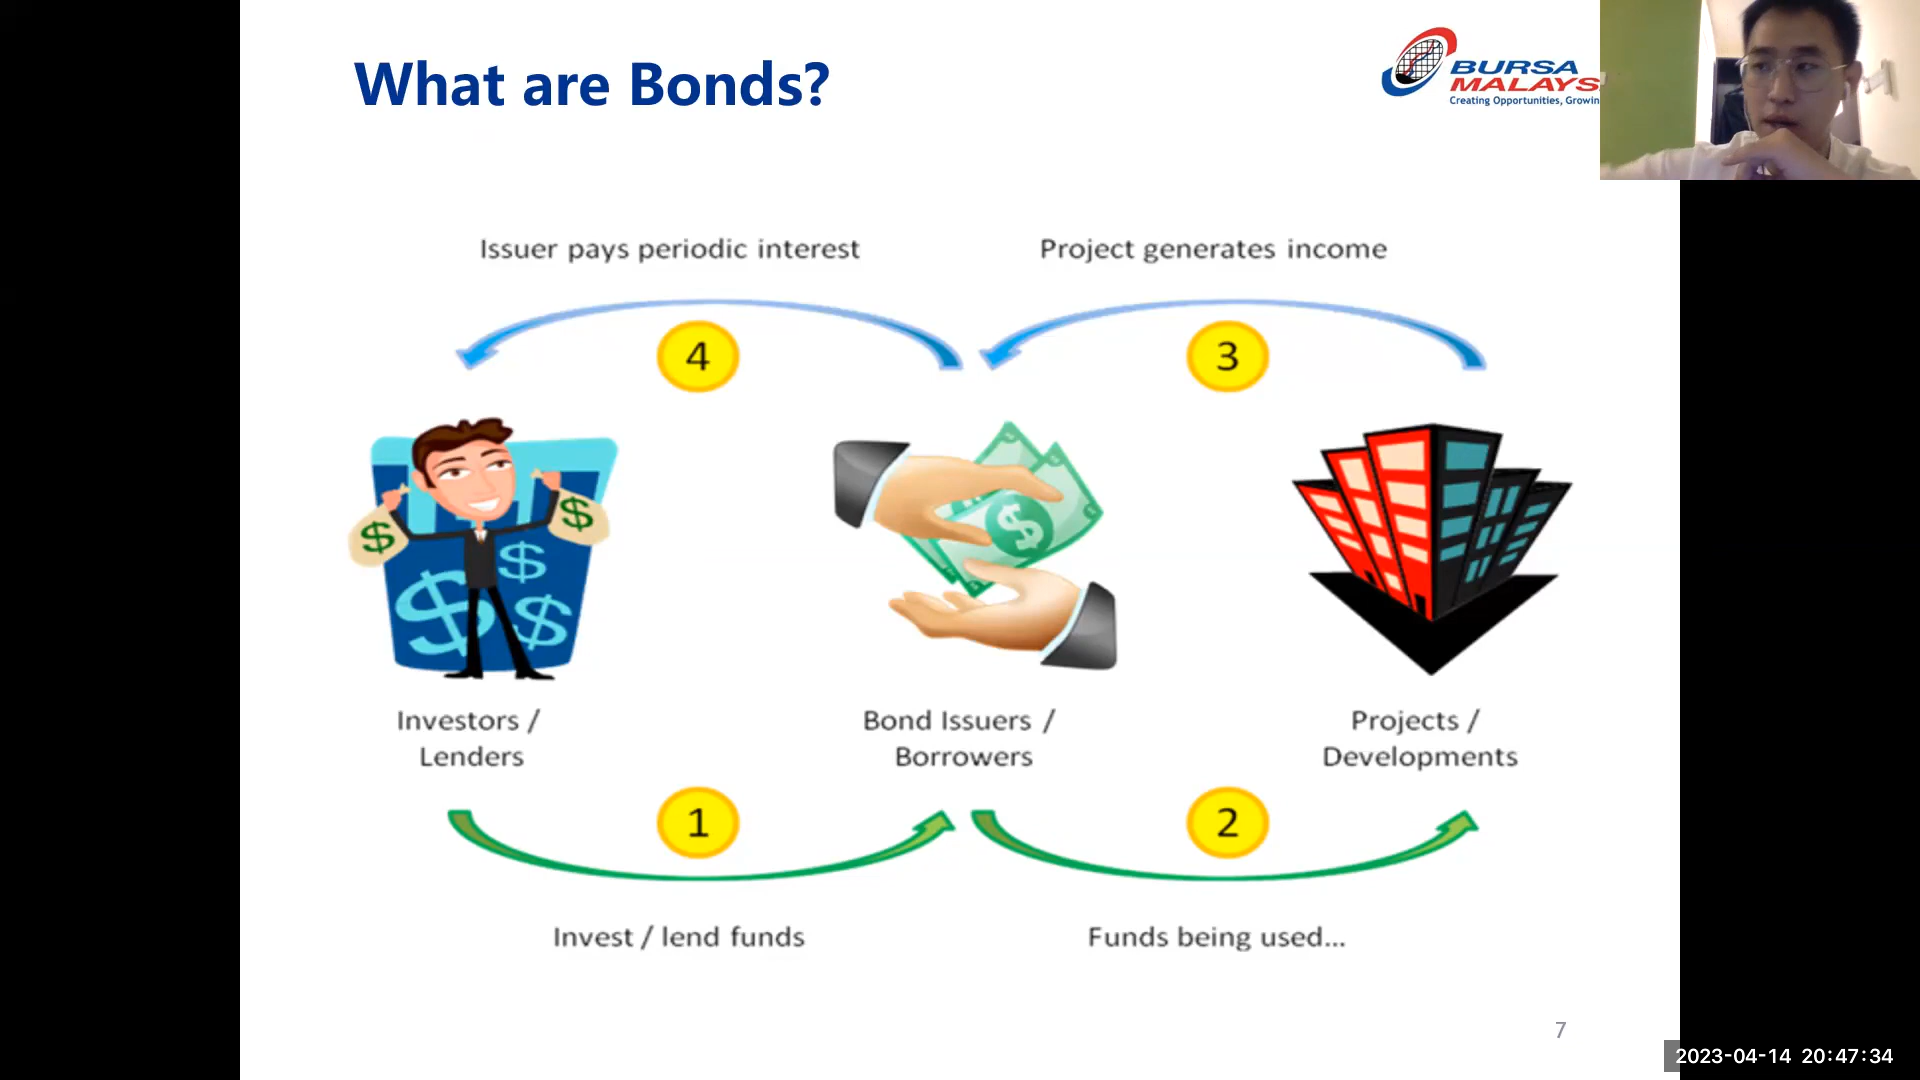 What are Bonds?
BURSA
MALAYS
Creating Opportunities, Growin
Issuer pays periodic interest
Project generates income
4
3
$
$
$
$
$
$
Investors /
Lenders
Bond Issuers /
Borrowers
Projects /
Developments
1
2
Invest / lend funds
Funds being used...
7
2023-04-14 20:47:34